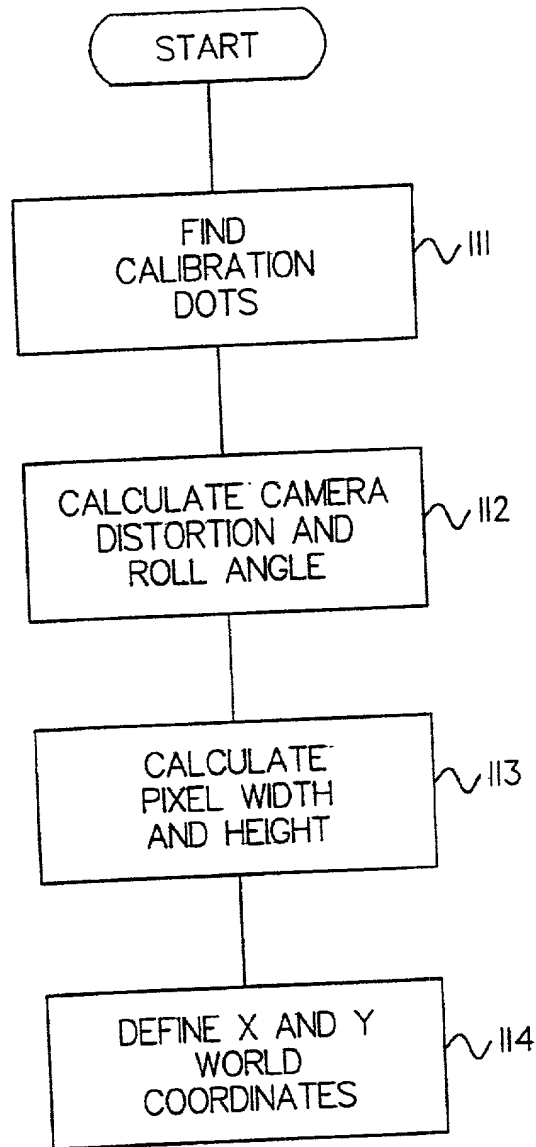 START
FIND
CALIBRATION
DOTS
111
CALCULATE CAMERA
DISTORTION AND
ROLL ANGLE
112
CALCULATE
PIXEL WIDTH
AND HEIGHT
113
DEFINE X AND Y
WORLD
COORDINATES
114